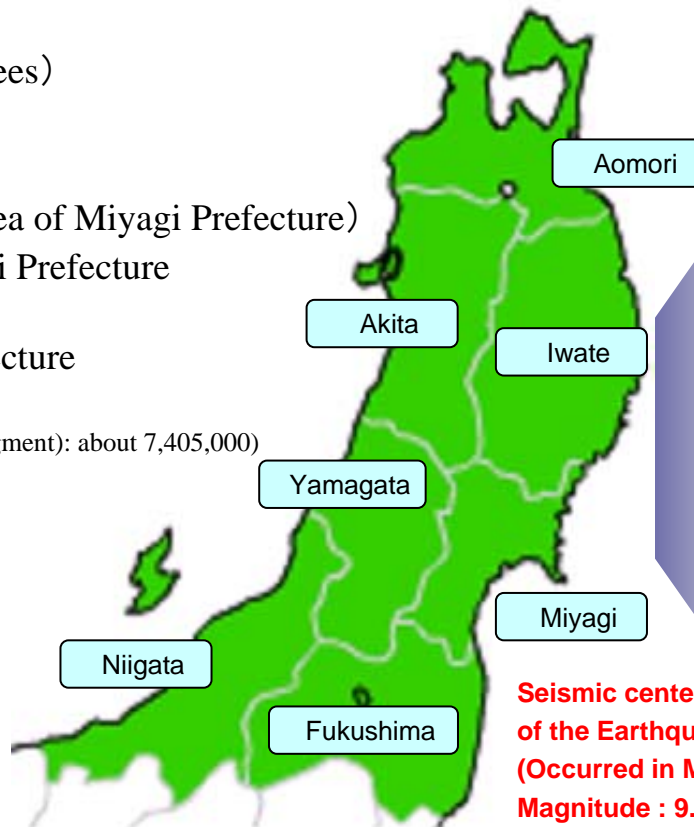 ees）
ea of Miyagi Prefecture）
i Prefecture
cture
gment): about 7,405,000)
Aomori
Akita
Iwate
Yamagata
Miyagi
Niigata
Fukushima
Seismic cente
of the Earthqu
(Occurred in M
Magnitude : 9.